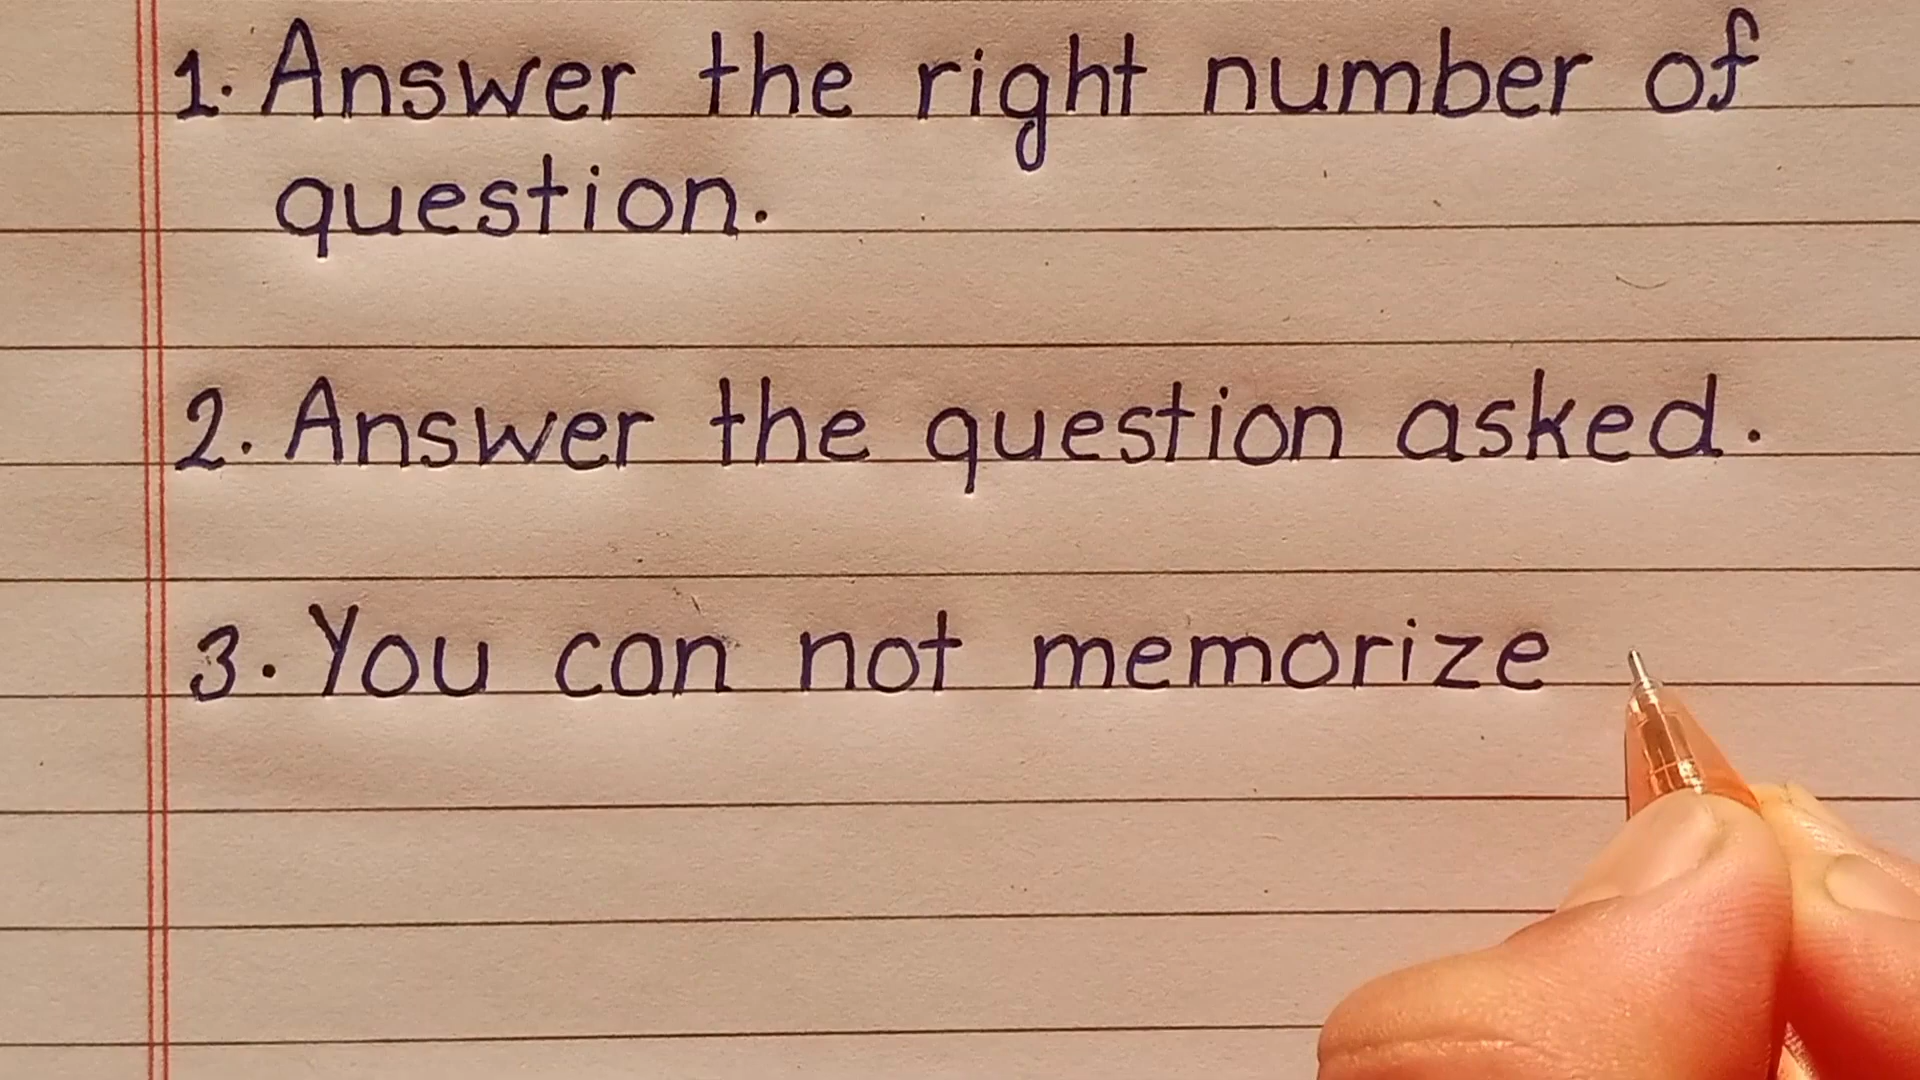 1. Answer the right number of
question.
2. Answer the question asked.
3. You can not memorize